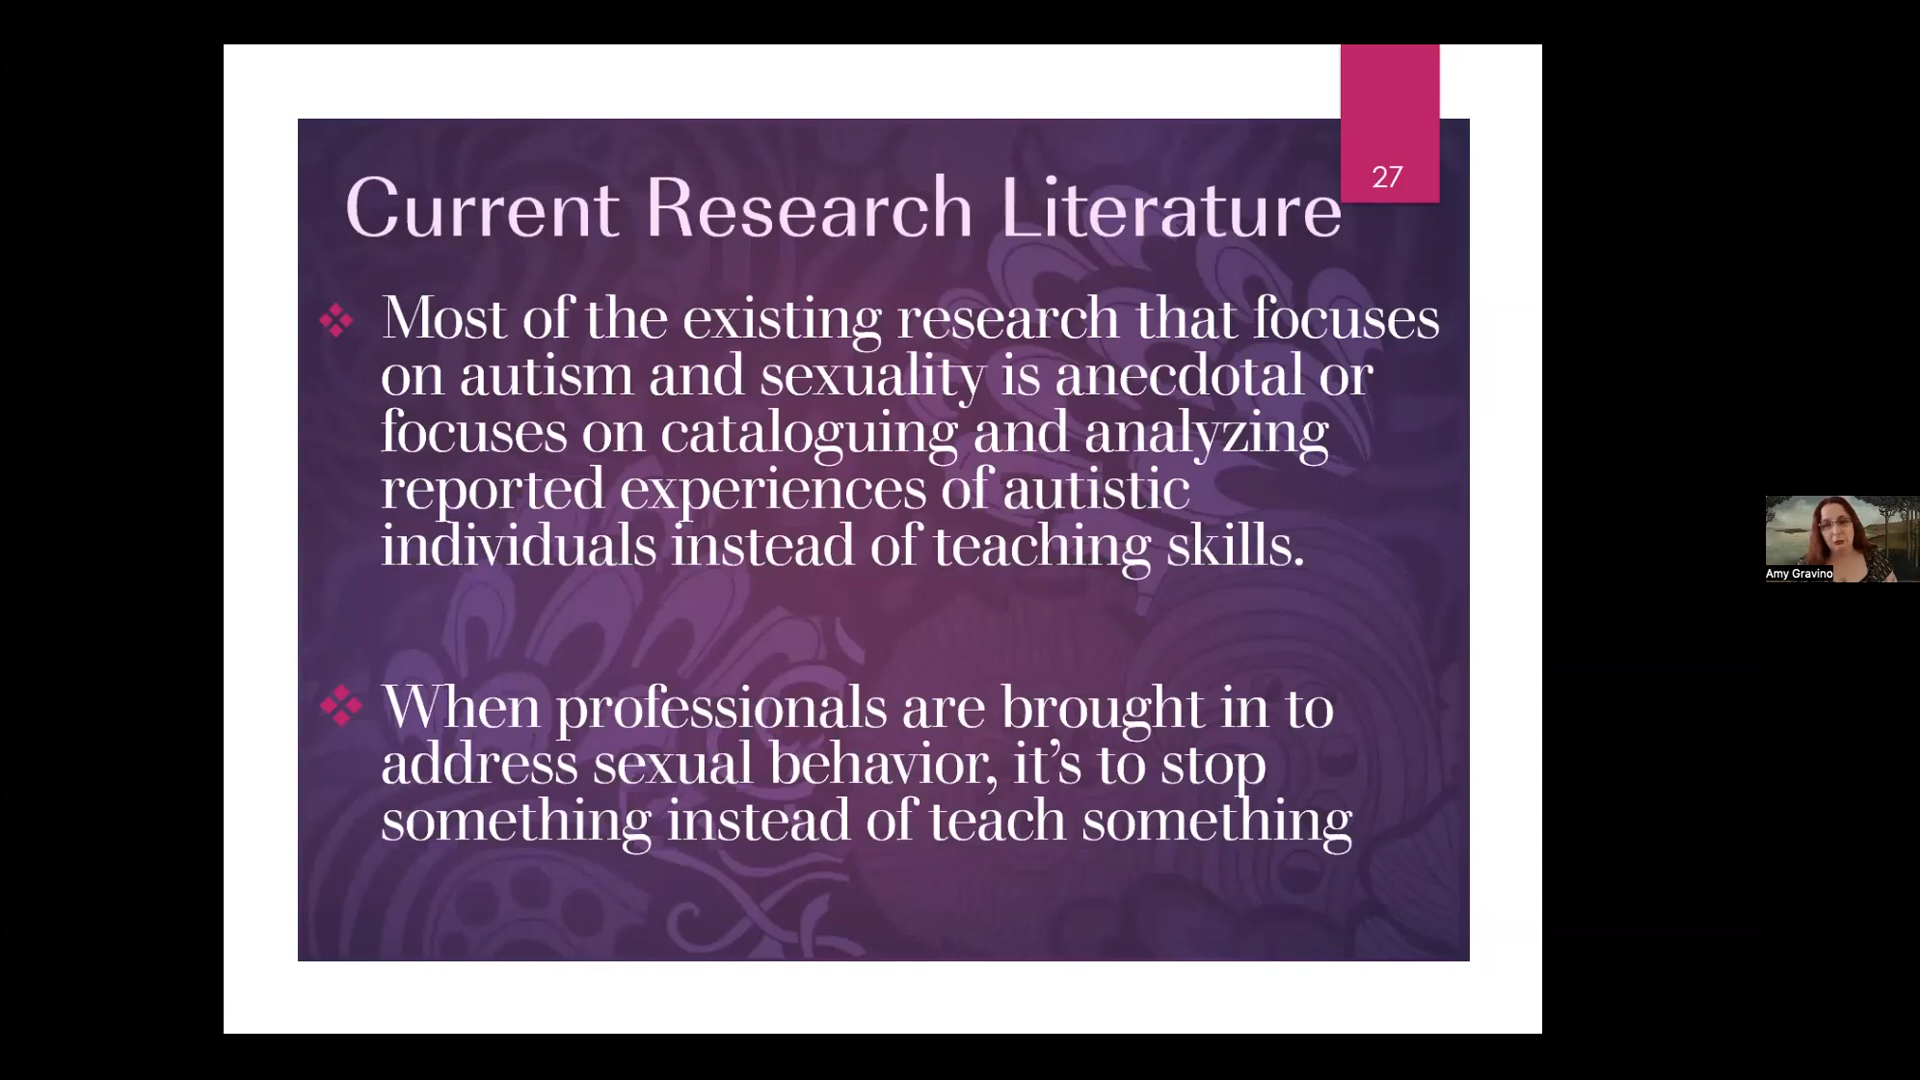 27
Current Research Literature
Most of the existing research that focuses
on autism and sexuality is anecdotal or
focuses on cataloguing and analyzing
reported experiences of autistic
individuals instead of teaching skills.
When professionals are brought in to
address sexual behavior, it’s to stop
something instead of teach something
Amy Gravino